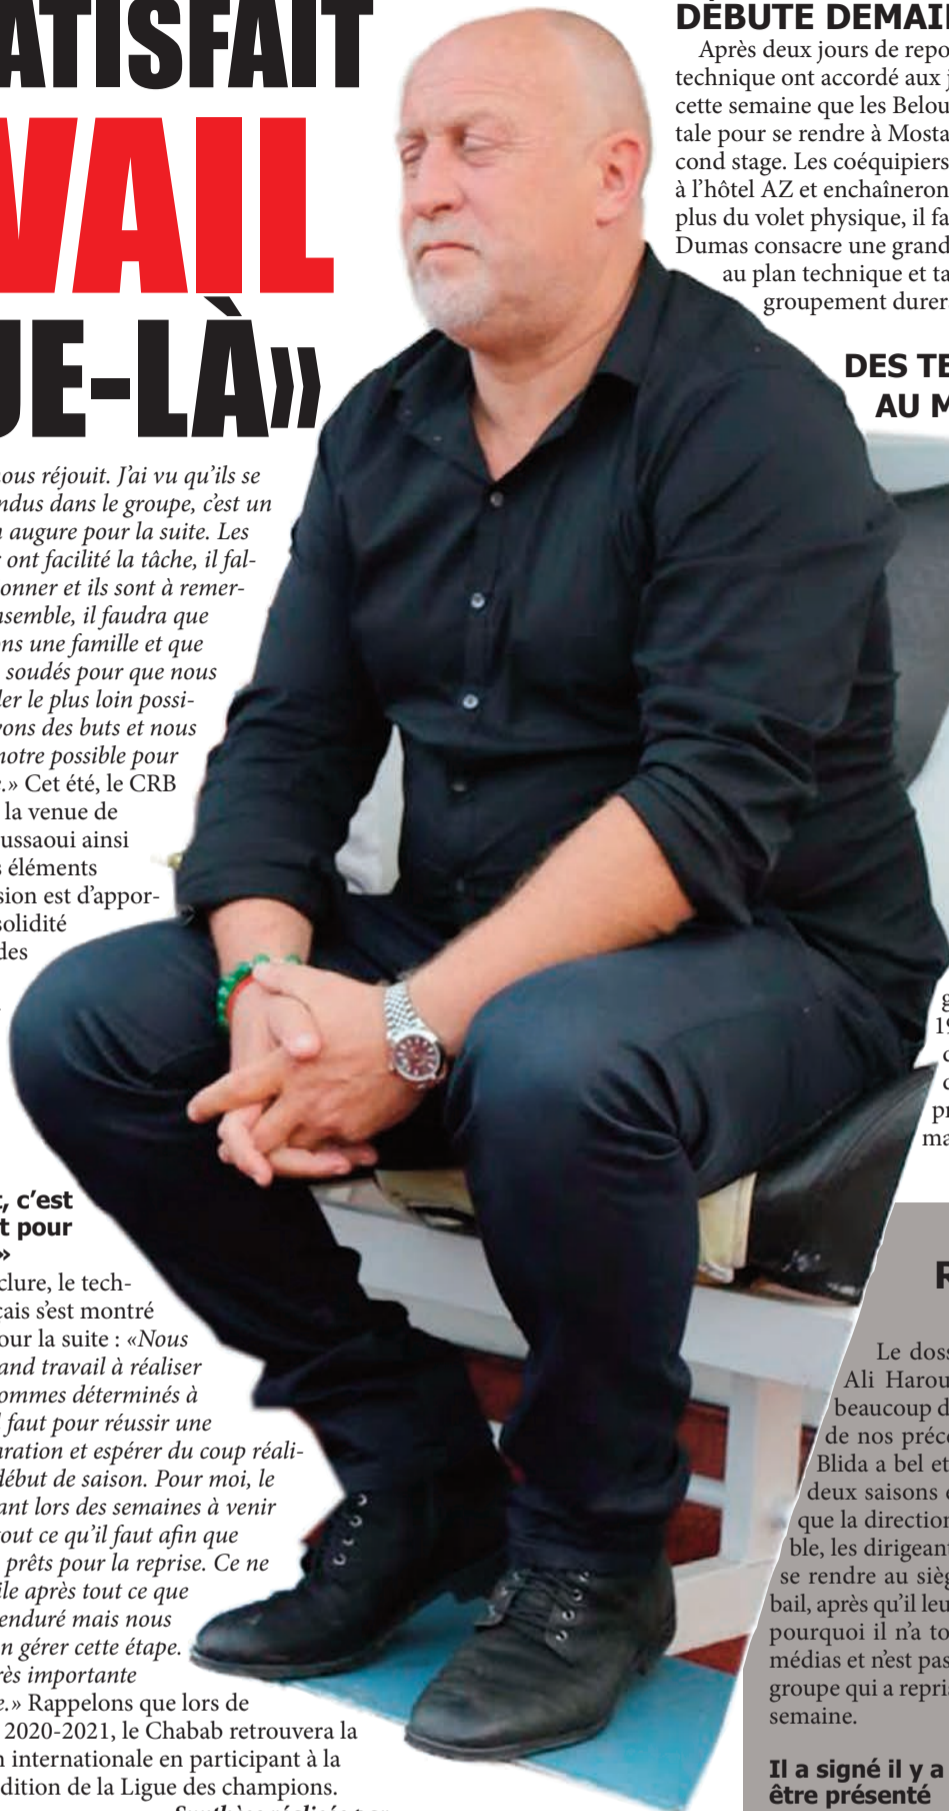 ATISFAIT
VAIL
UE-LÀ»
nous réjouit. J'ai vu qu'ils se
ndus dans le groupe, c'est un
augure pour la suite. Les
ont facilité la tâche, il fal-
onner et ils sont à remer-
nsemble, il faudra que
ns une famille et que
soudés pour que nous
ler le plus loin possi-
vons des buts et nous
notre possible pour
.» Cet été, le CRB
la venue de
ussaoui ainsi
s éléments
sion est d'appor-
solidité
des
, c'est
t pour
»
clure, le tech-
çais s'est montré
our la suite : «Nous
and travail à réaliser
ommes déterminés à
l faut pour réussir une
aration et espérer du coup réali-
début de saison. Pour moi, le
ant lors des semaines à venir
tout ce qu'il faut afin que
prêts pour la reprise. Ce ne
ile après tout ce que
enduré mais nous
n gérer cette étape.
rès importante
e.» Rappelons que lors de
2020-2021, le Chabab retrouvera la
n internationale en participant à la
dition de la Ligue des champions.
DÉBUTE DEMAI
Après deux jours de repo
technique ont accordé aux j
cette semaine que les Belou
tale pour se rendre à Mosta
cond stage. Les coéquipiers
à l'hôtel AZ et enchaîneron
plus du volet physique, il fa
Dumas consacre une grand
au plan technique et ta
groupement durer
DES TE
AU M
g
19
d
d
pr
ma
R
Le doss
Ali Harou
beaucoup d
de nos préc
Blida a bel et
deux saisons
que la direction
ble, les dirigeant
se rendre au sièg
bail, après qu'il leu
pourquoi il n'a to
médias et n'est pas
groupe qui a repri
semaine.
Il a signé il y a
être présenté